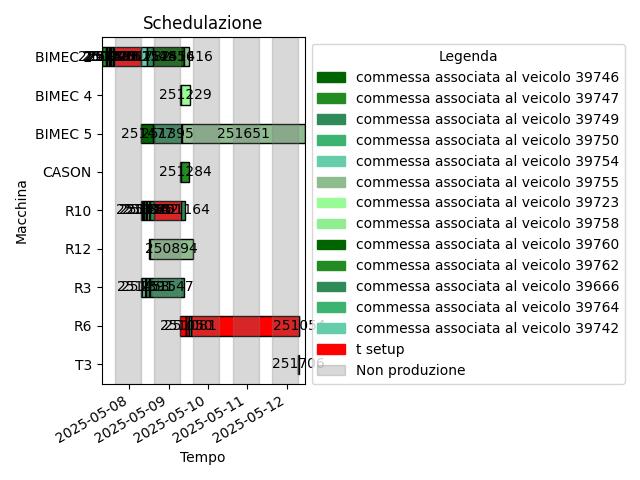 Schedulazione
Legenda
commessa associata al veicolo 39746
commessa associata al veicolo 39747
commessa associata al veicolo 39749
commessa associata al veicolo 39750
commessa associata al veicolo 39754
commessa associata al veicolo 39755
commessa associata al veicolo 39723
commessa associata al veicolo 39758
commessa associata al veicolo 39760
commessa associata al veicolo 39762
commessa associata al veicolo 39666
commessa associata al veicolo 39764
commessa associata al veicolo 39742
t setup
Non produzione
Macchina
BIMEC
BIMEC 4
251229
BIMEC 5
251651
CASON
251284
R10
R12
250894
R3
R6
T3
251706
2025-05-08
2025-05-09
2025-05-10
2025-05-11
2025-05-12
Tempo